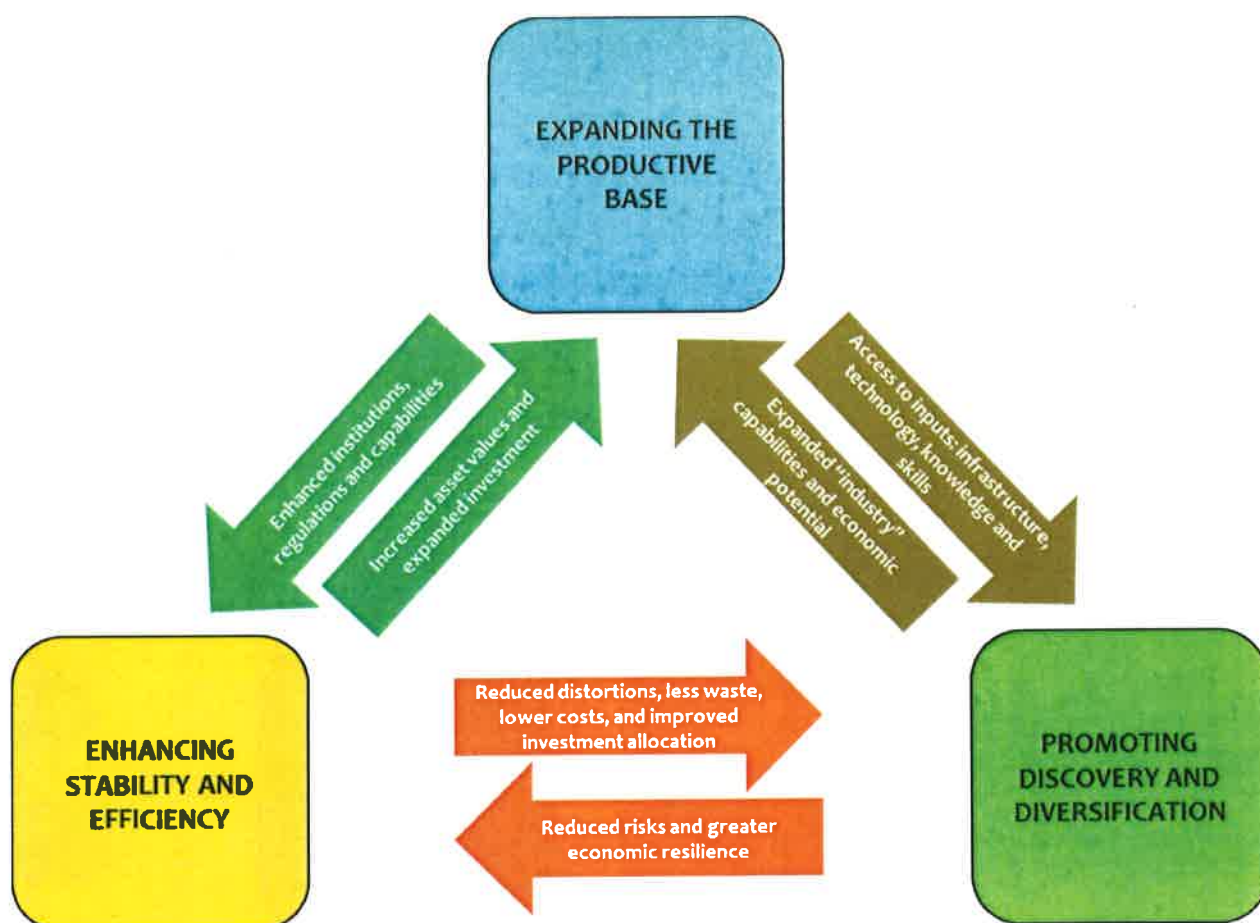 EXPANDING THE
PRODUCTIVE
BASE
Enhanced institutions,
regulations and capabilities
Increased asset values and
expanded investment
Expanded “industry”
capabilities and economic
potential
Access to inputs: infrastructure,
technology, knowledge and
skills
ENHANCING
STABILITY AND
EFFICIENCY
Reduced distortions, less waste,
lower costs, and improved
investment allocation
Reduced risks and greater
economic resilience
PROMOTING
DISCOVERY AND
DIVERSIFICATION